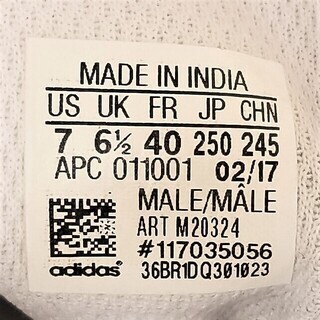 MADE IN INDIA
US UK FR JP CHN
7 6½ 40 250 245
APC 011001 02/17
MALE/MÂLE
ART M20324
#117035056
adidas 36BR1DQ301023